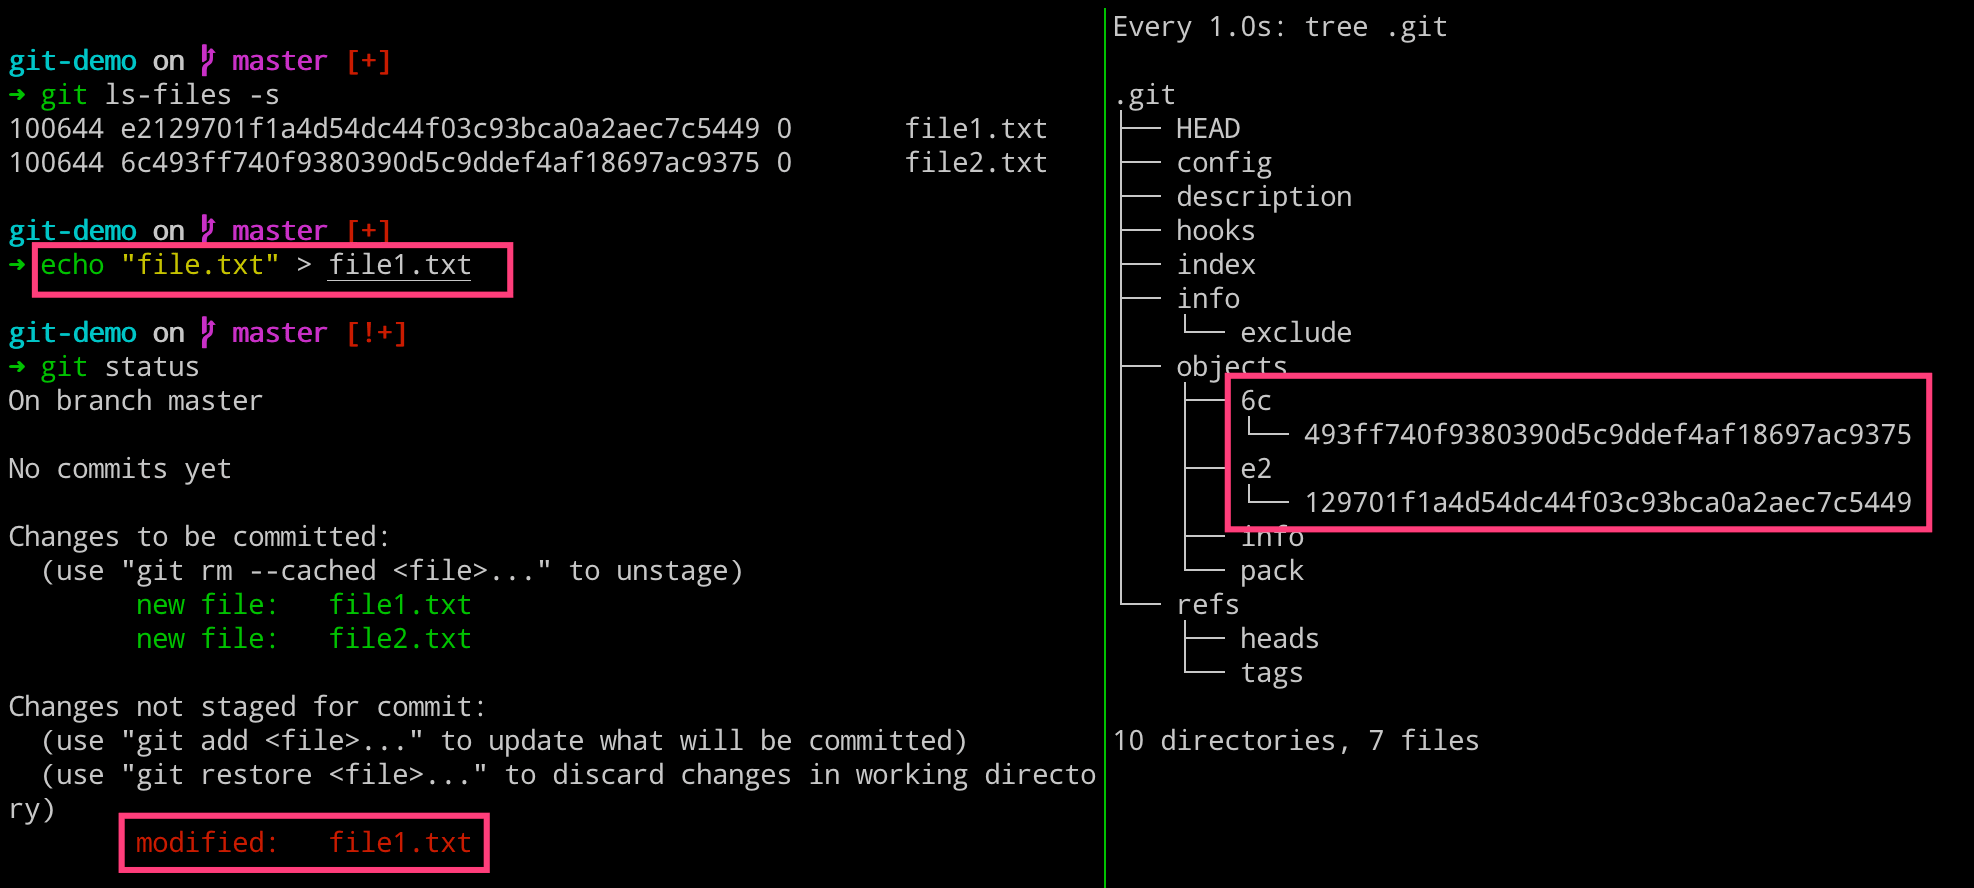 git-demo on master [+]
➜ git ls-files -s
100644 e2129701f1a4d54dc44f03c93bca0a2aec7c5449 0       file1.txt
100644 6c493ff740f9380390d5c9ddef4af18697ac9375 0       file2.txt
git-demo on master [+]
➜ echo "file.txt" > file1.txt
git-demo on master [!+]
➜ git status
On branch master
No commits yet
Changes to be committed:
  (use "git rm --cached <file>..." to unstage)
        new file:   file1.txt
        new file:   file2.txt
Changes not staged for commit:
  (use "git add <file>..." to update what will be committed)
  (use "git restore <file>..." to discard changes in working directo
ry)
        modified:   file1.txt
Every 1.0s: tree .git
.git
├── HEAD
├── config
├── description
├── hooks
├── index
├── info
│   └── exclude
├── objects
│   ├── 6c
│   │   └── 493ff740f9380390d5c9ddef4af18697ac9375
│   ├── e2
│   │   └── 129701f1a4d54dc44f03c93bca0a2aec7c5449
│   ├── info
│   └── pack
└── refs
    ├── heads
    └── tags
10 directories, 7 files